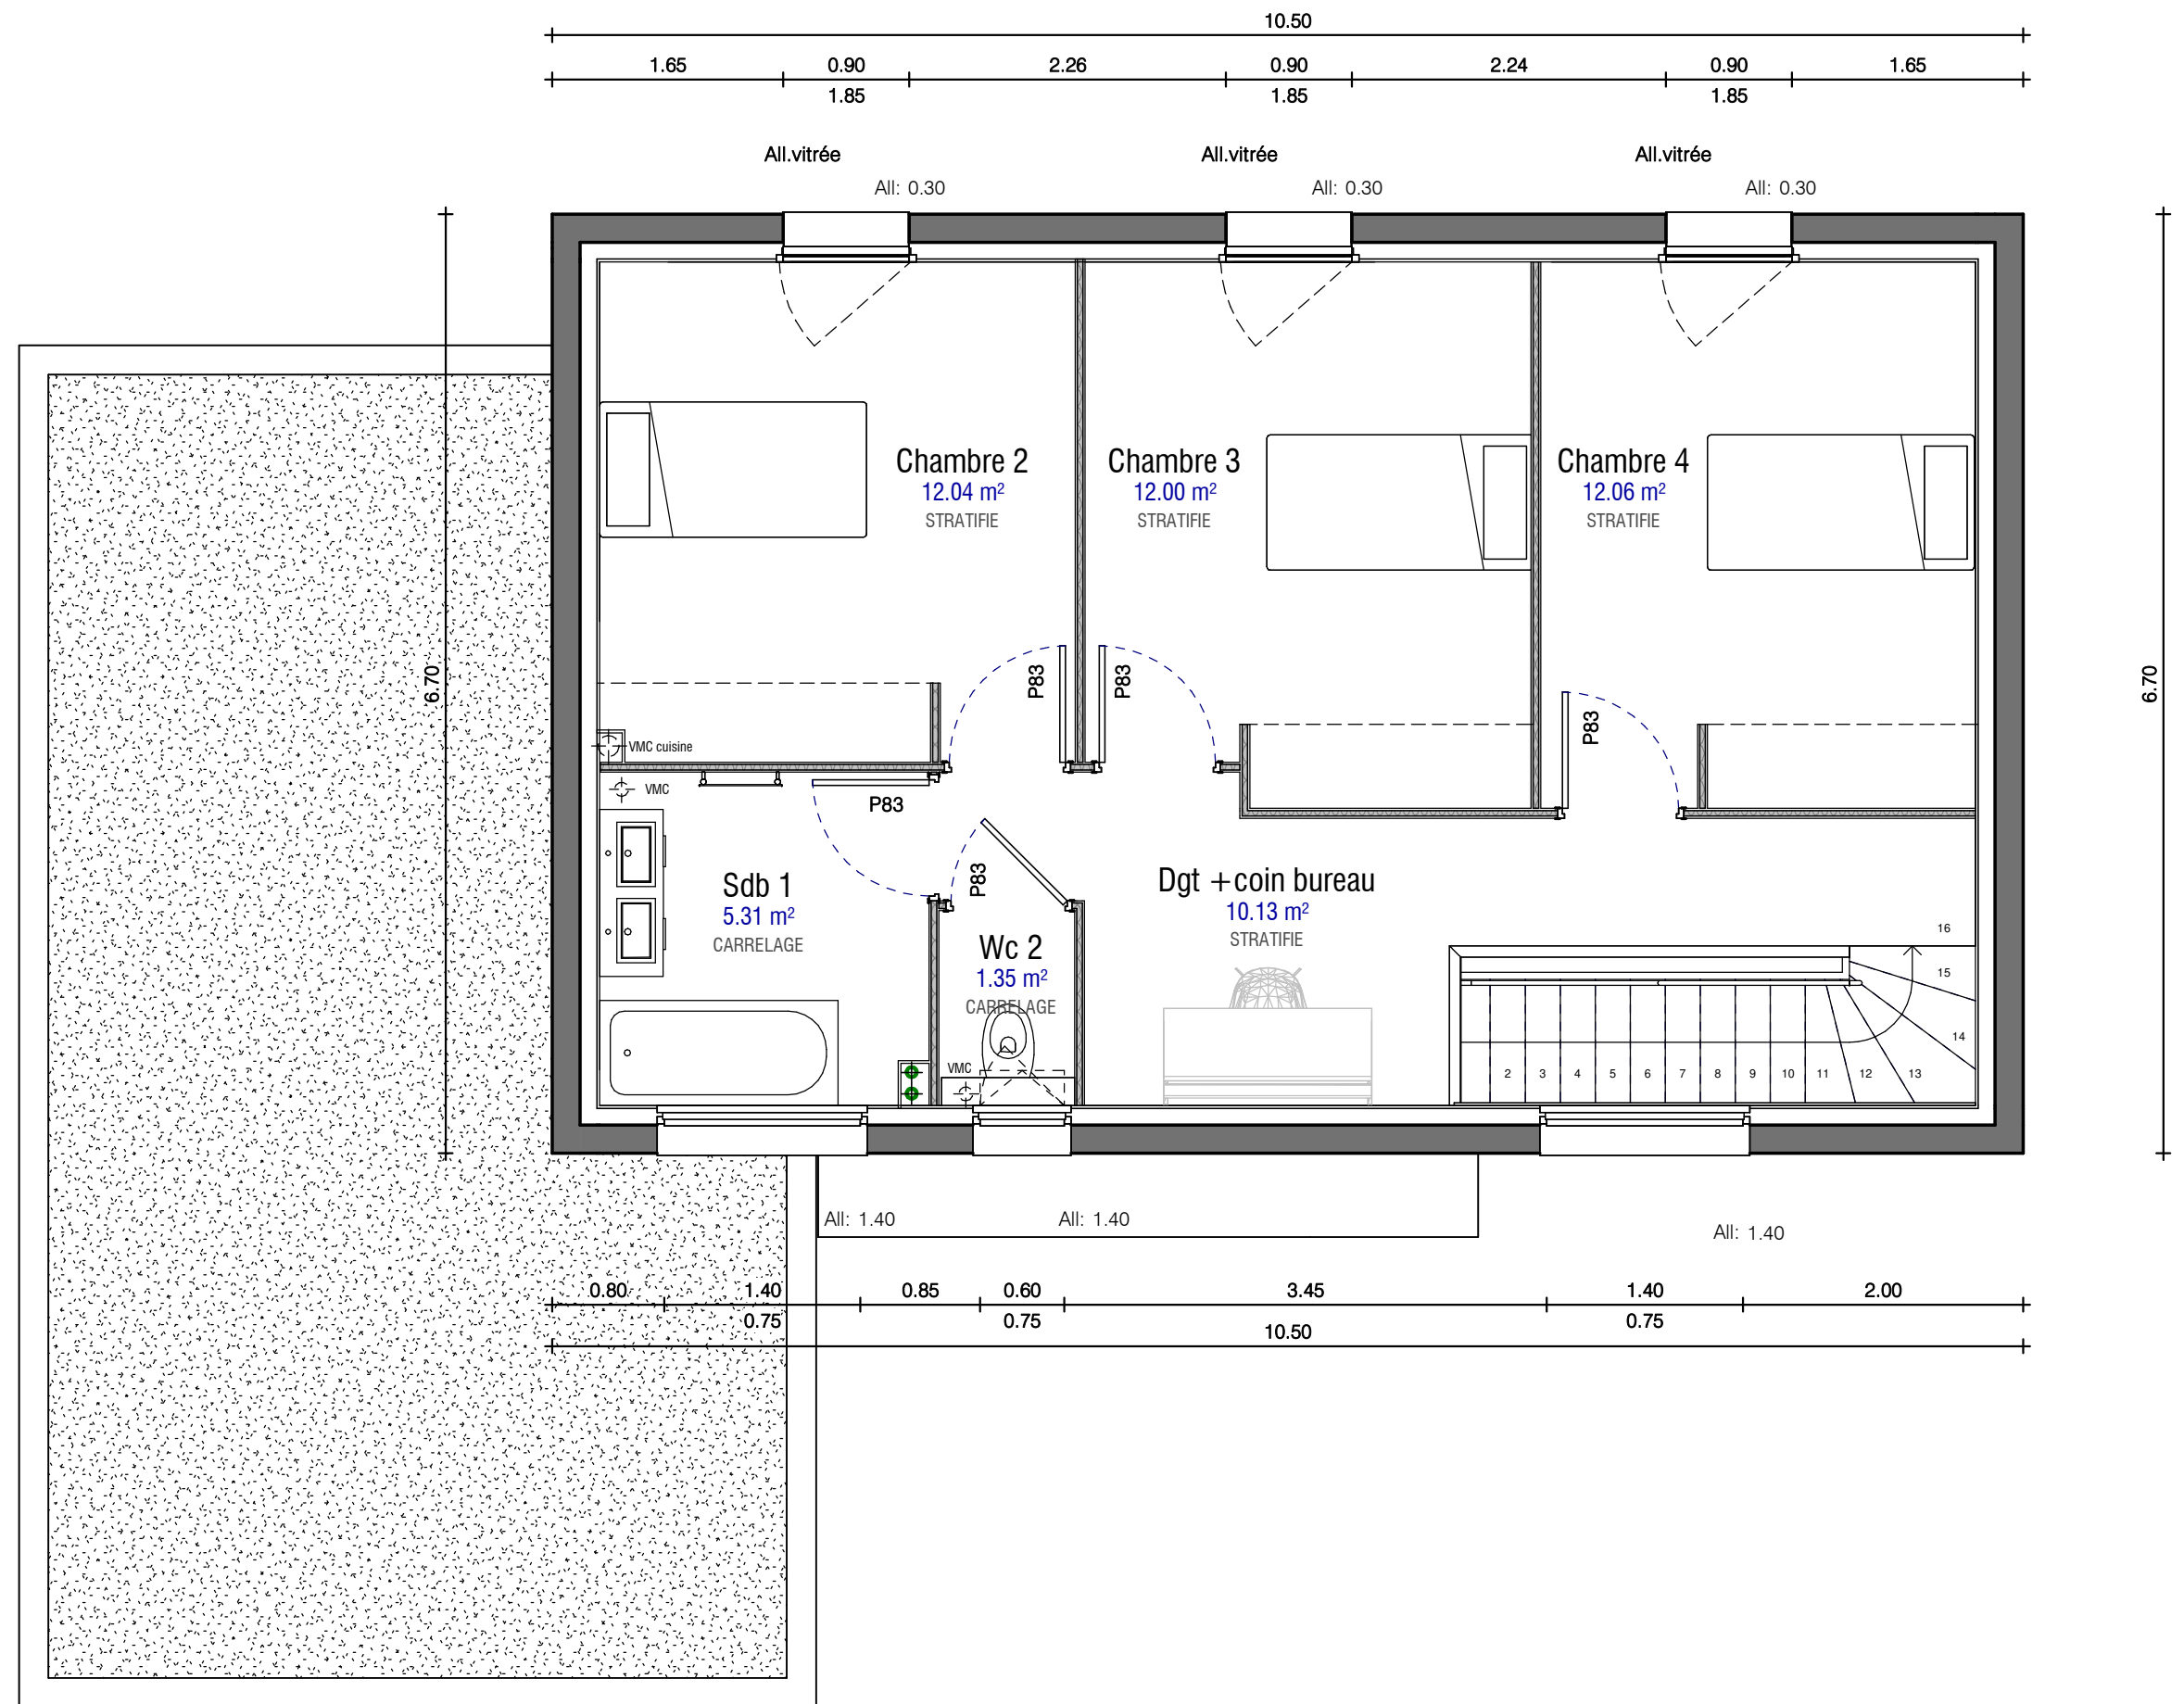 10.50
1.65 0.90 2.26 0.90 2.24 0.90 1.65
1.85 1.85 1.85
All.vitrée All.vitrée All.vitrée
All: 0.30 All: 0.30 All: 0.30
6.70
6.70
Chambre 2
12.04 m²
STRATIFIE
Chambre 3
12.00 m²
STRATIFIE
Chambre 4
12.06 m²
STRATIFIE
P83
P83
P83
VMC cuisine
VMC
P83
P83
Sdb 1
5.31 m²
CARRELAGE
Wc 2
1.35 m²
CARRELAGE
VMC
Dgt +coin bureau
10.13 m²
STRATIFIE
16
15
14
2 3 4 5 6 7 8 9 10 11 12 13
All: 1.40 All: 1.40 All: 1.40
0.80 1.40 0.85 0.60 3.45 1.40 2.00
0.75 0.75 0.75
10.50